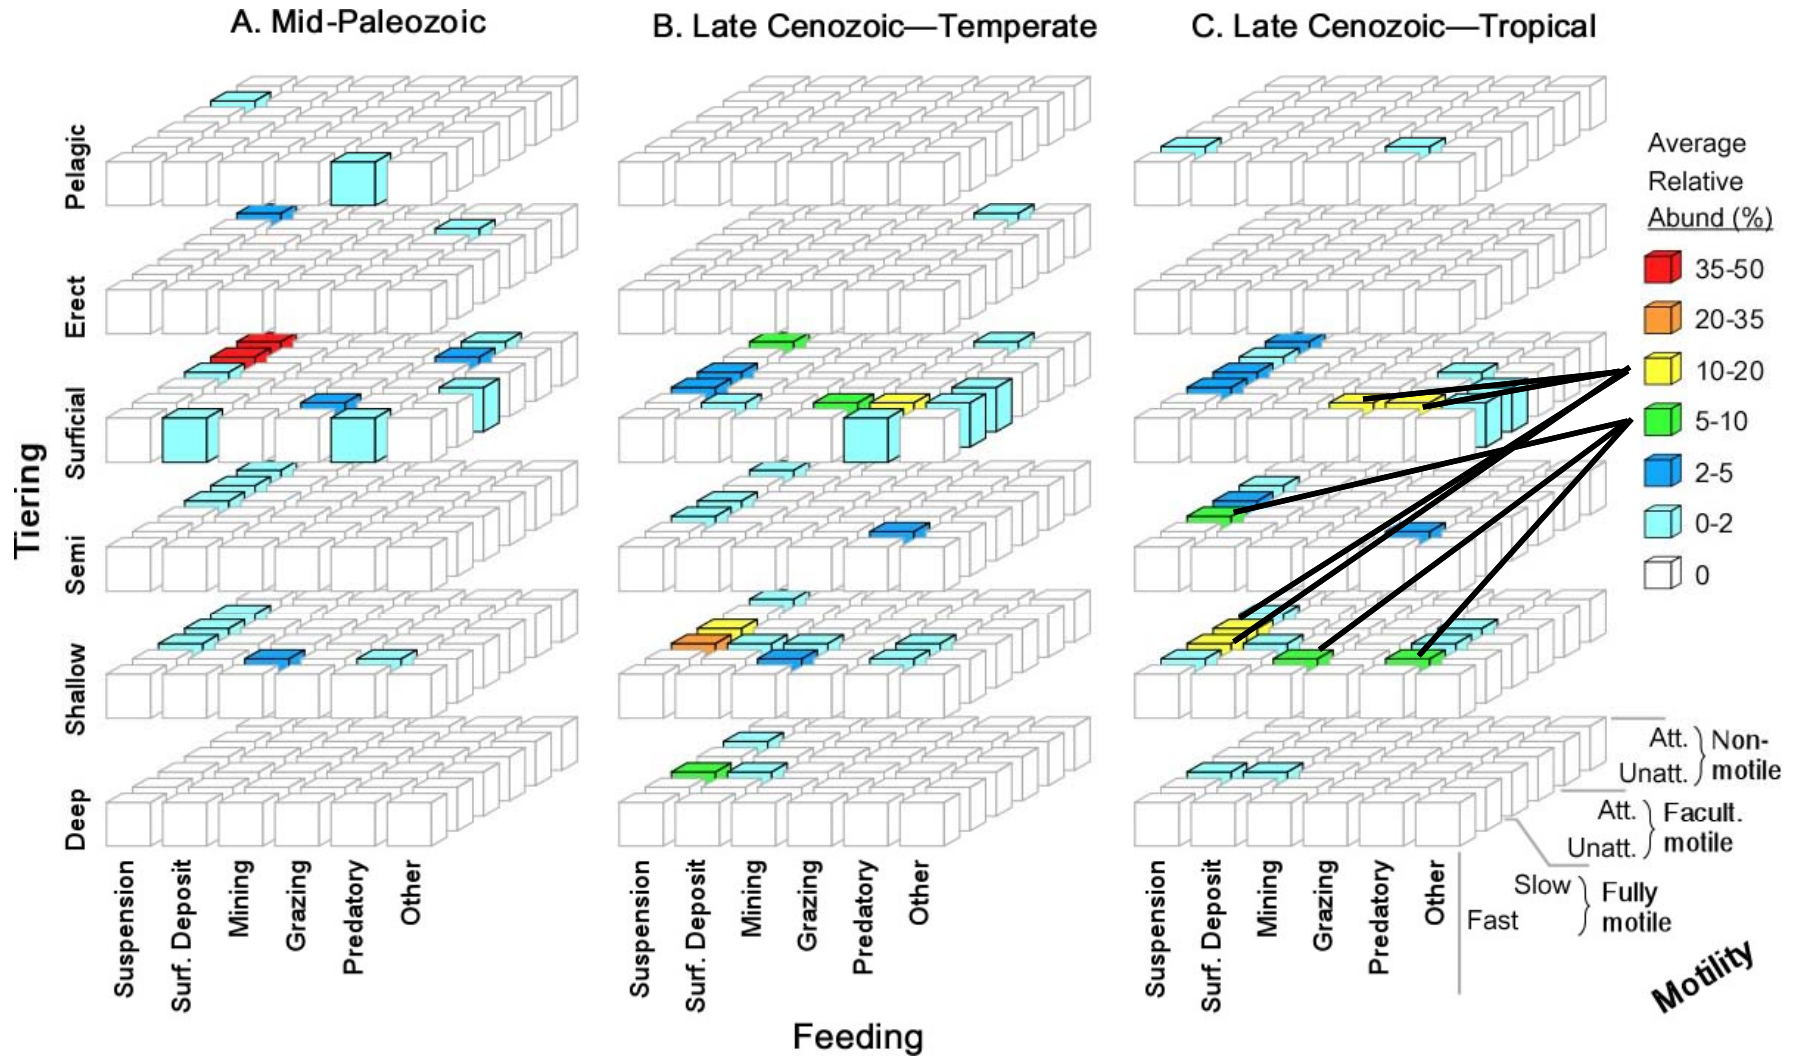 A. Mid-Paleozoic
B. Late Cenozoic—Temperate
C. Late Cenozoic—Tropical
Tiering
Pelagic
Erect
Surficial
Semi
Shallow
Deep
Average
Relative
Abund (%)
35-50
20-35
10-20
5-10
2-5
0-2
0
Att.
Unatt.
Non-
motile
Att.
Unatt.
Facult.
motile
Slow
Fast
Fully
motile
Motility
Suspension
Surf. Deposit
Mining
Grazing
Predatory
Other
Suspension
Surf. Deposit
Mining
Grazing
Predatory
Other
Suspension
Surf. Deposit
Mining
Grazing
Predatory
Other
Feeding